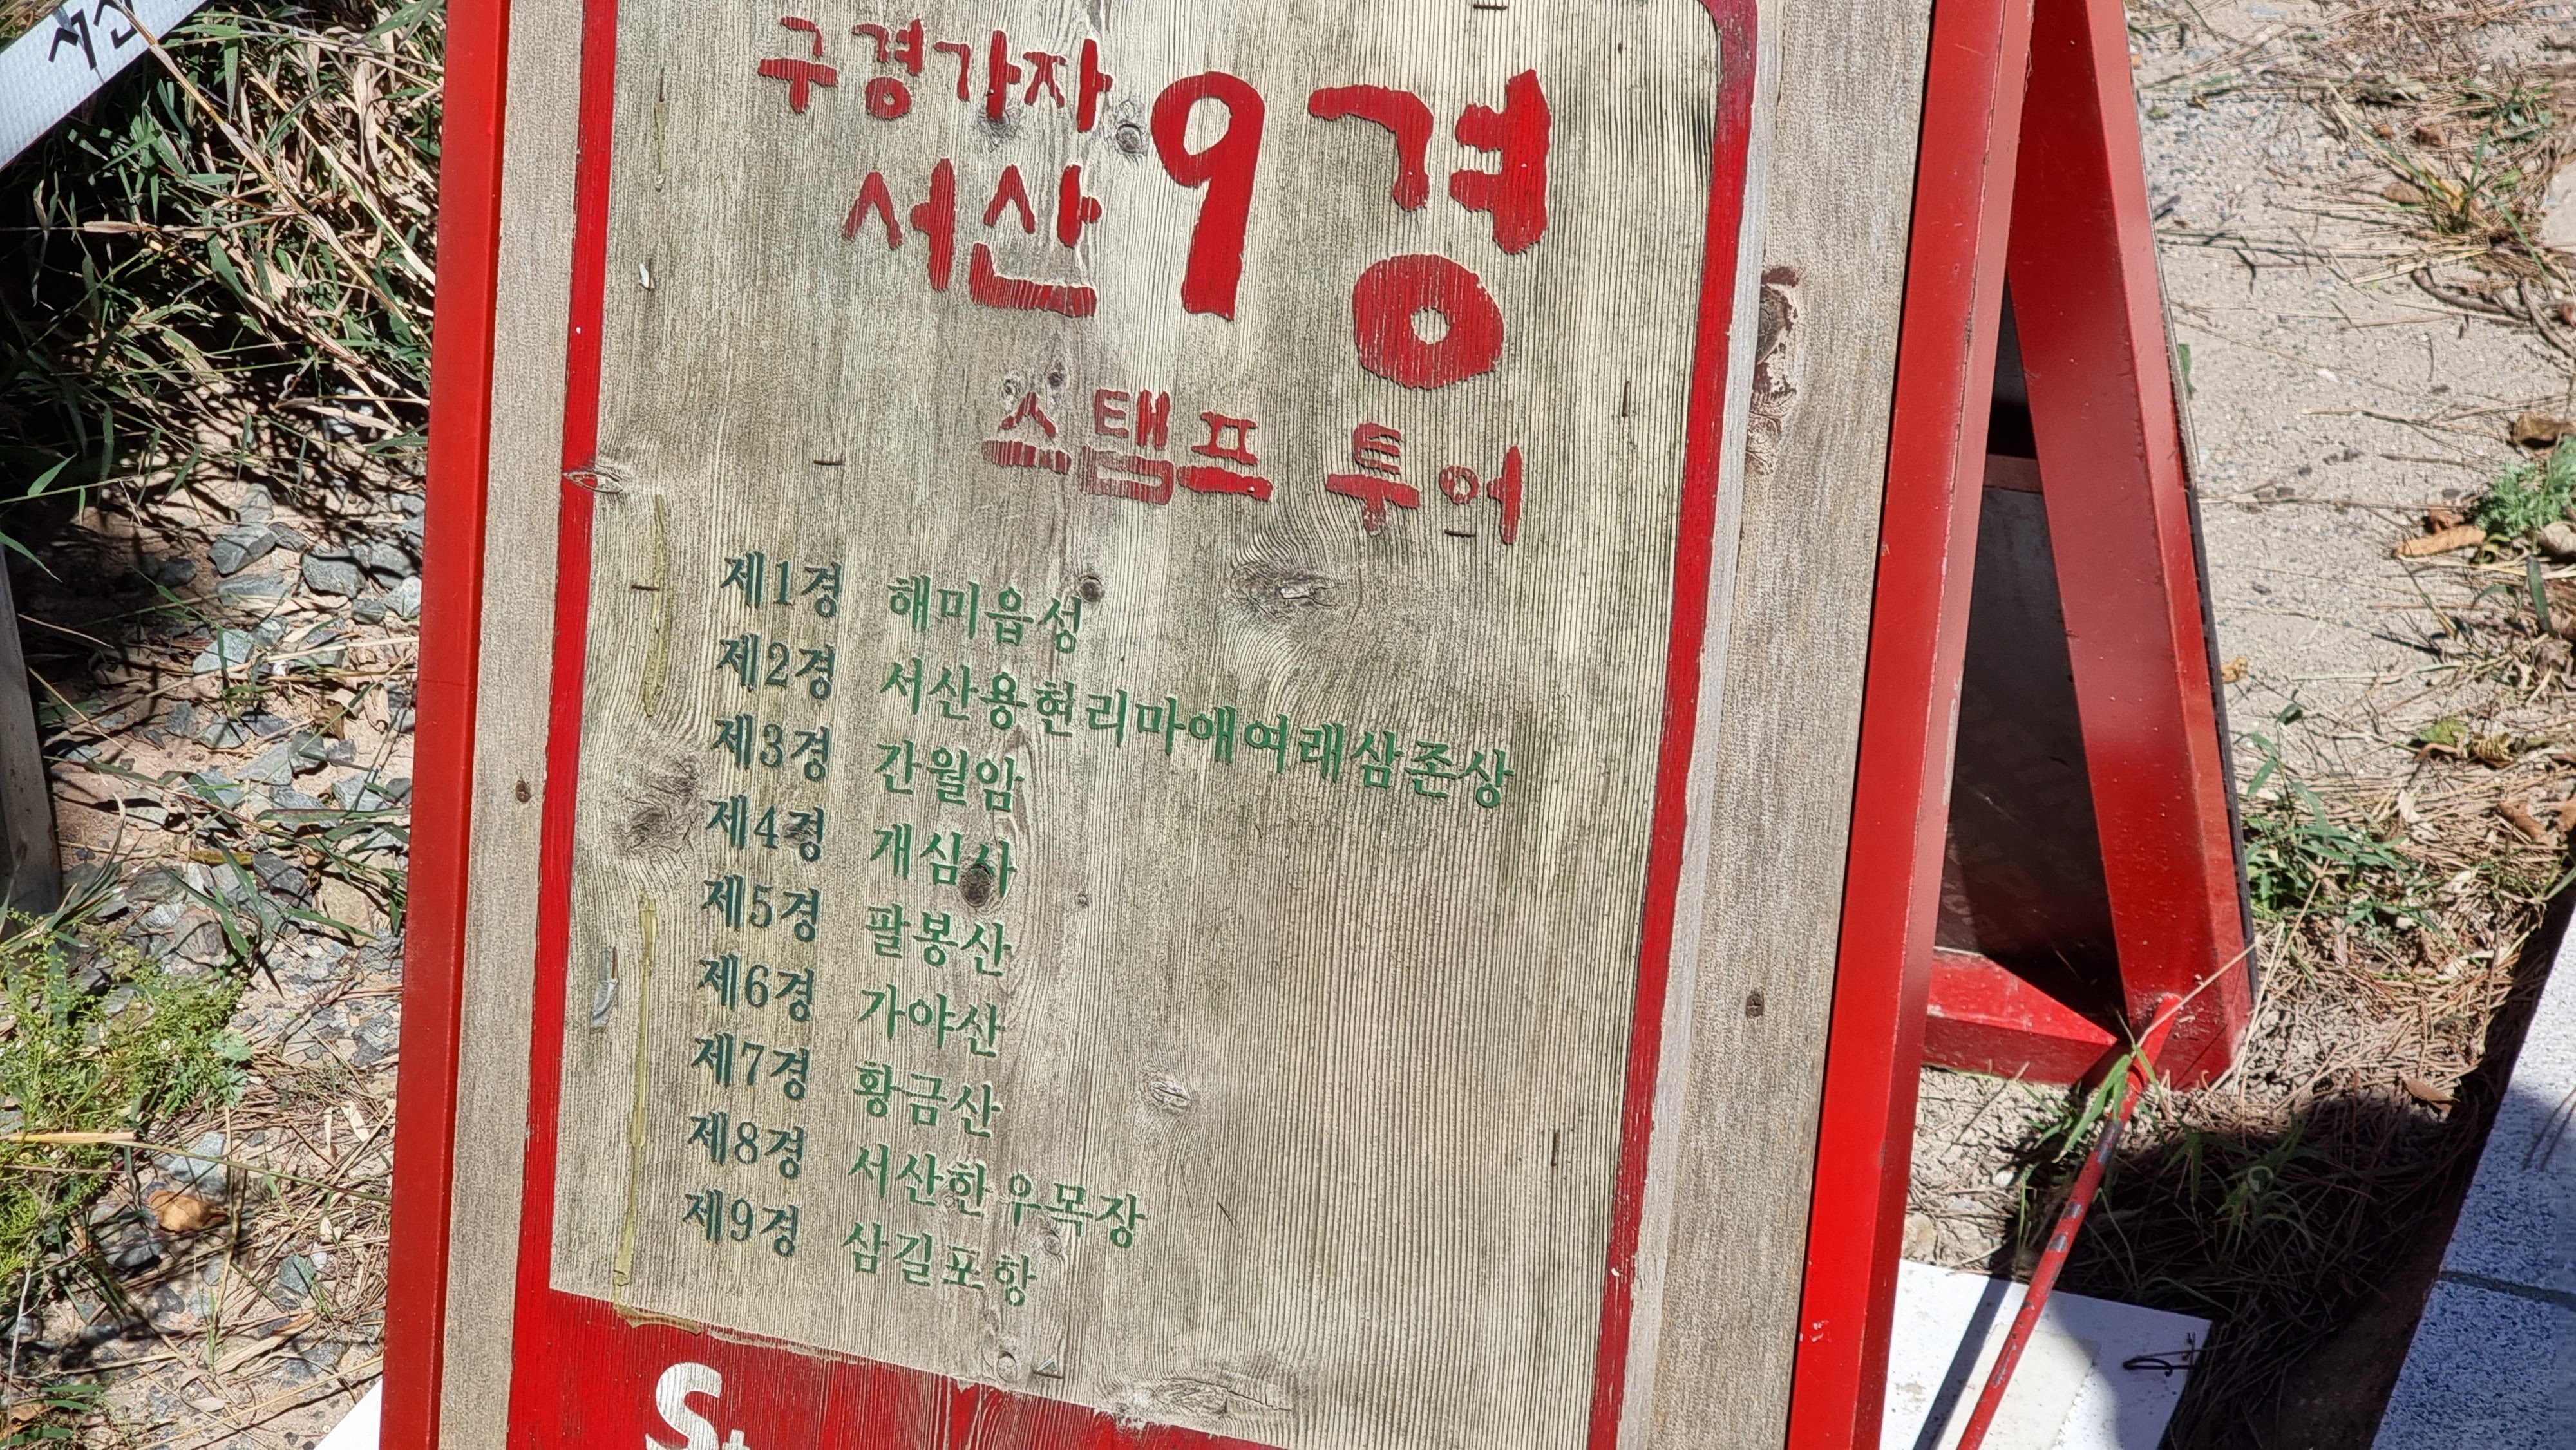 서산
구경가자
서산 9경
스탬프 투어
제1경 해미읍성
제2경 서산용현리마애여래삼존상
제3경 간월암
제4경 개심사
제5경 팔봉산
제6경 가야산
제7경 황금산
제8경 서산한우목장
제9경 삼길포항